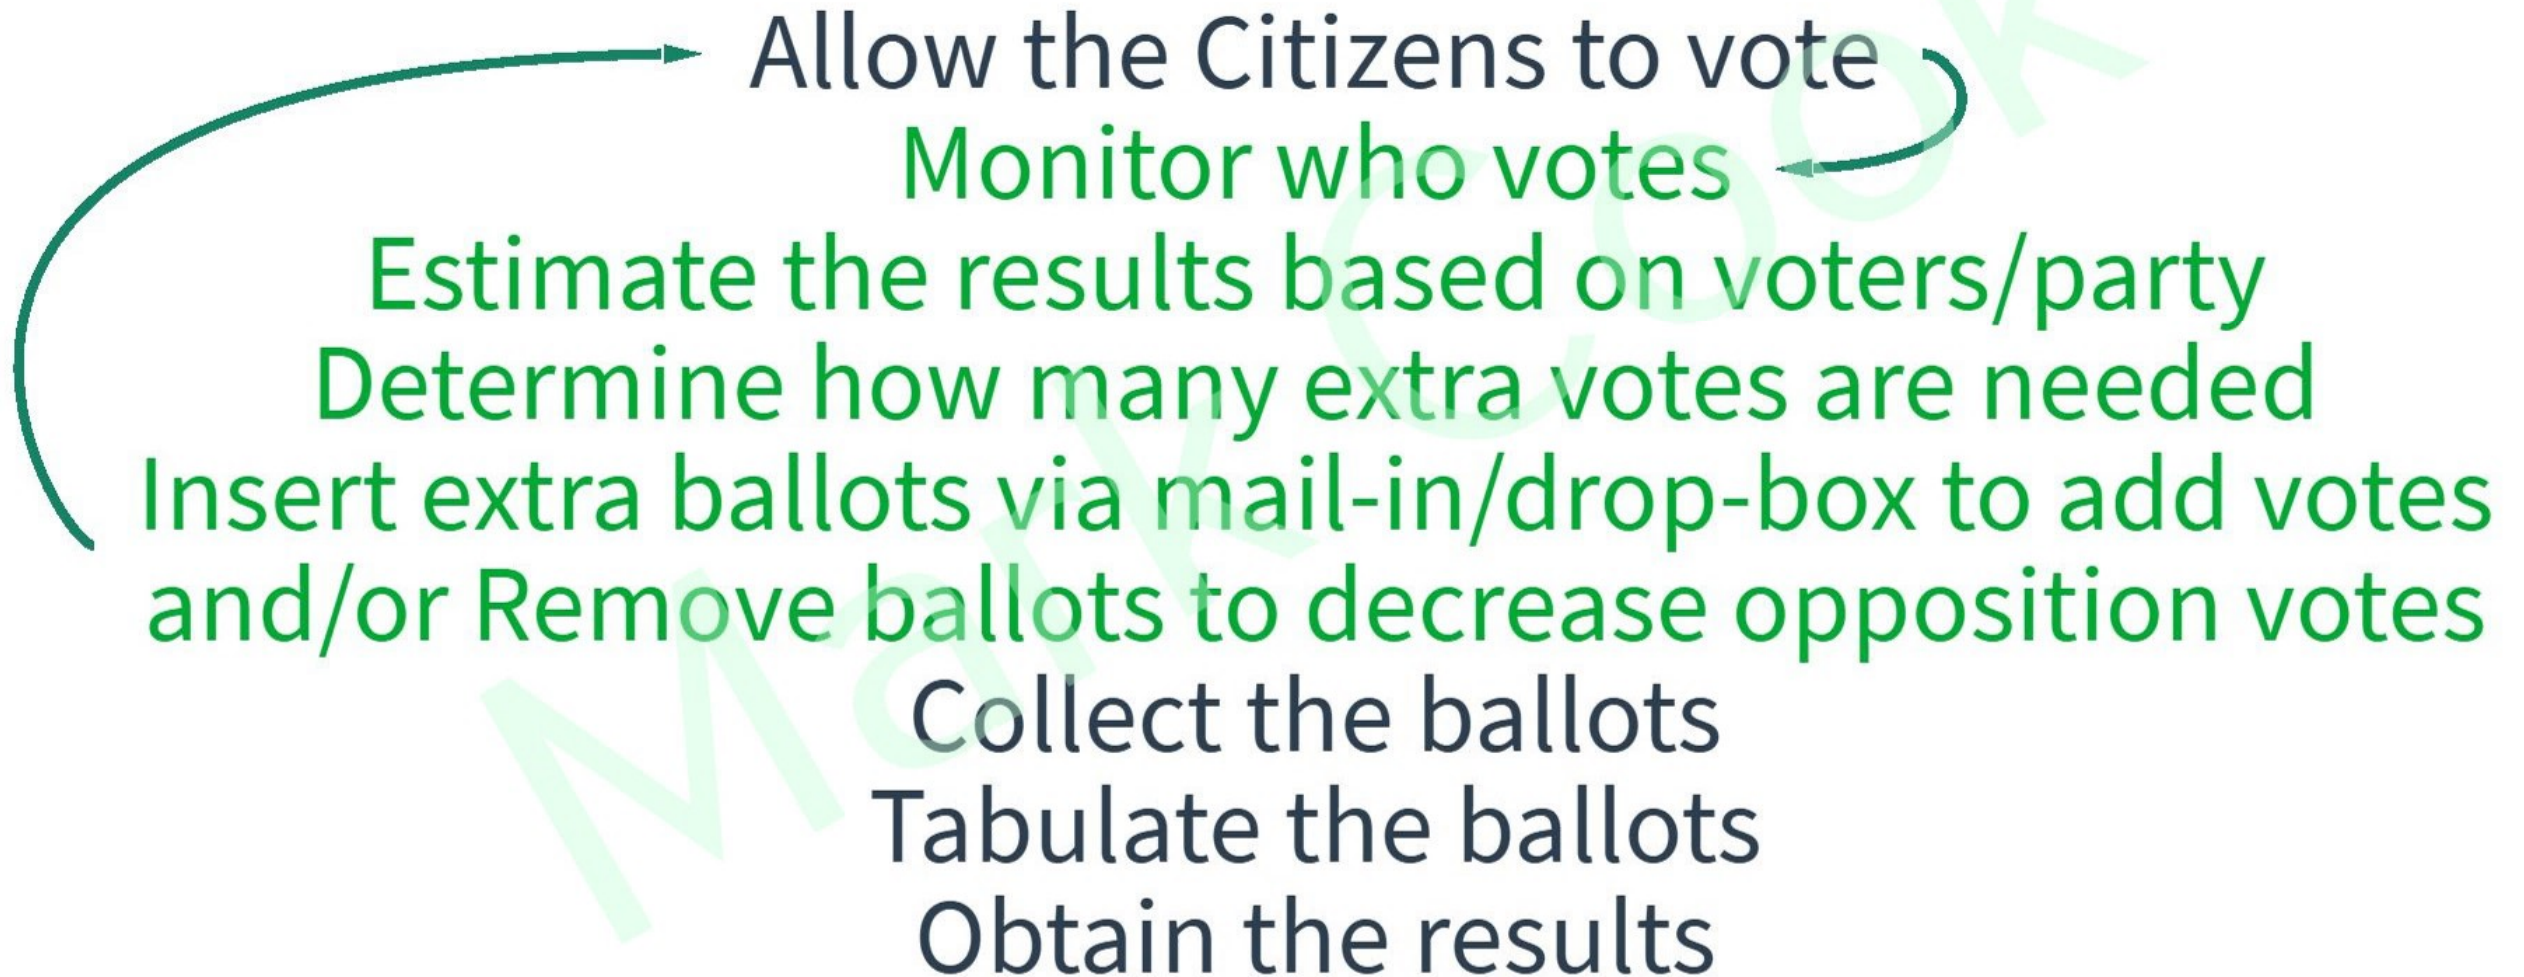 Allow the Citizens to vote
Monitor who votes
Estimate the results based on voters/party
Determine how many extra votes are needed
Insert extra ballots via mail-in/drop-box to add votes
and/or Remove ballots to decrease opposition votes
Collect the ballots
Tabulate the ballots
Obtain the results
Mark Cook